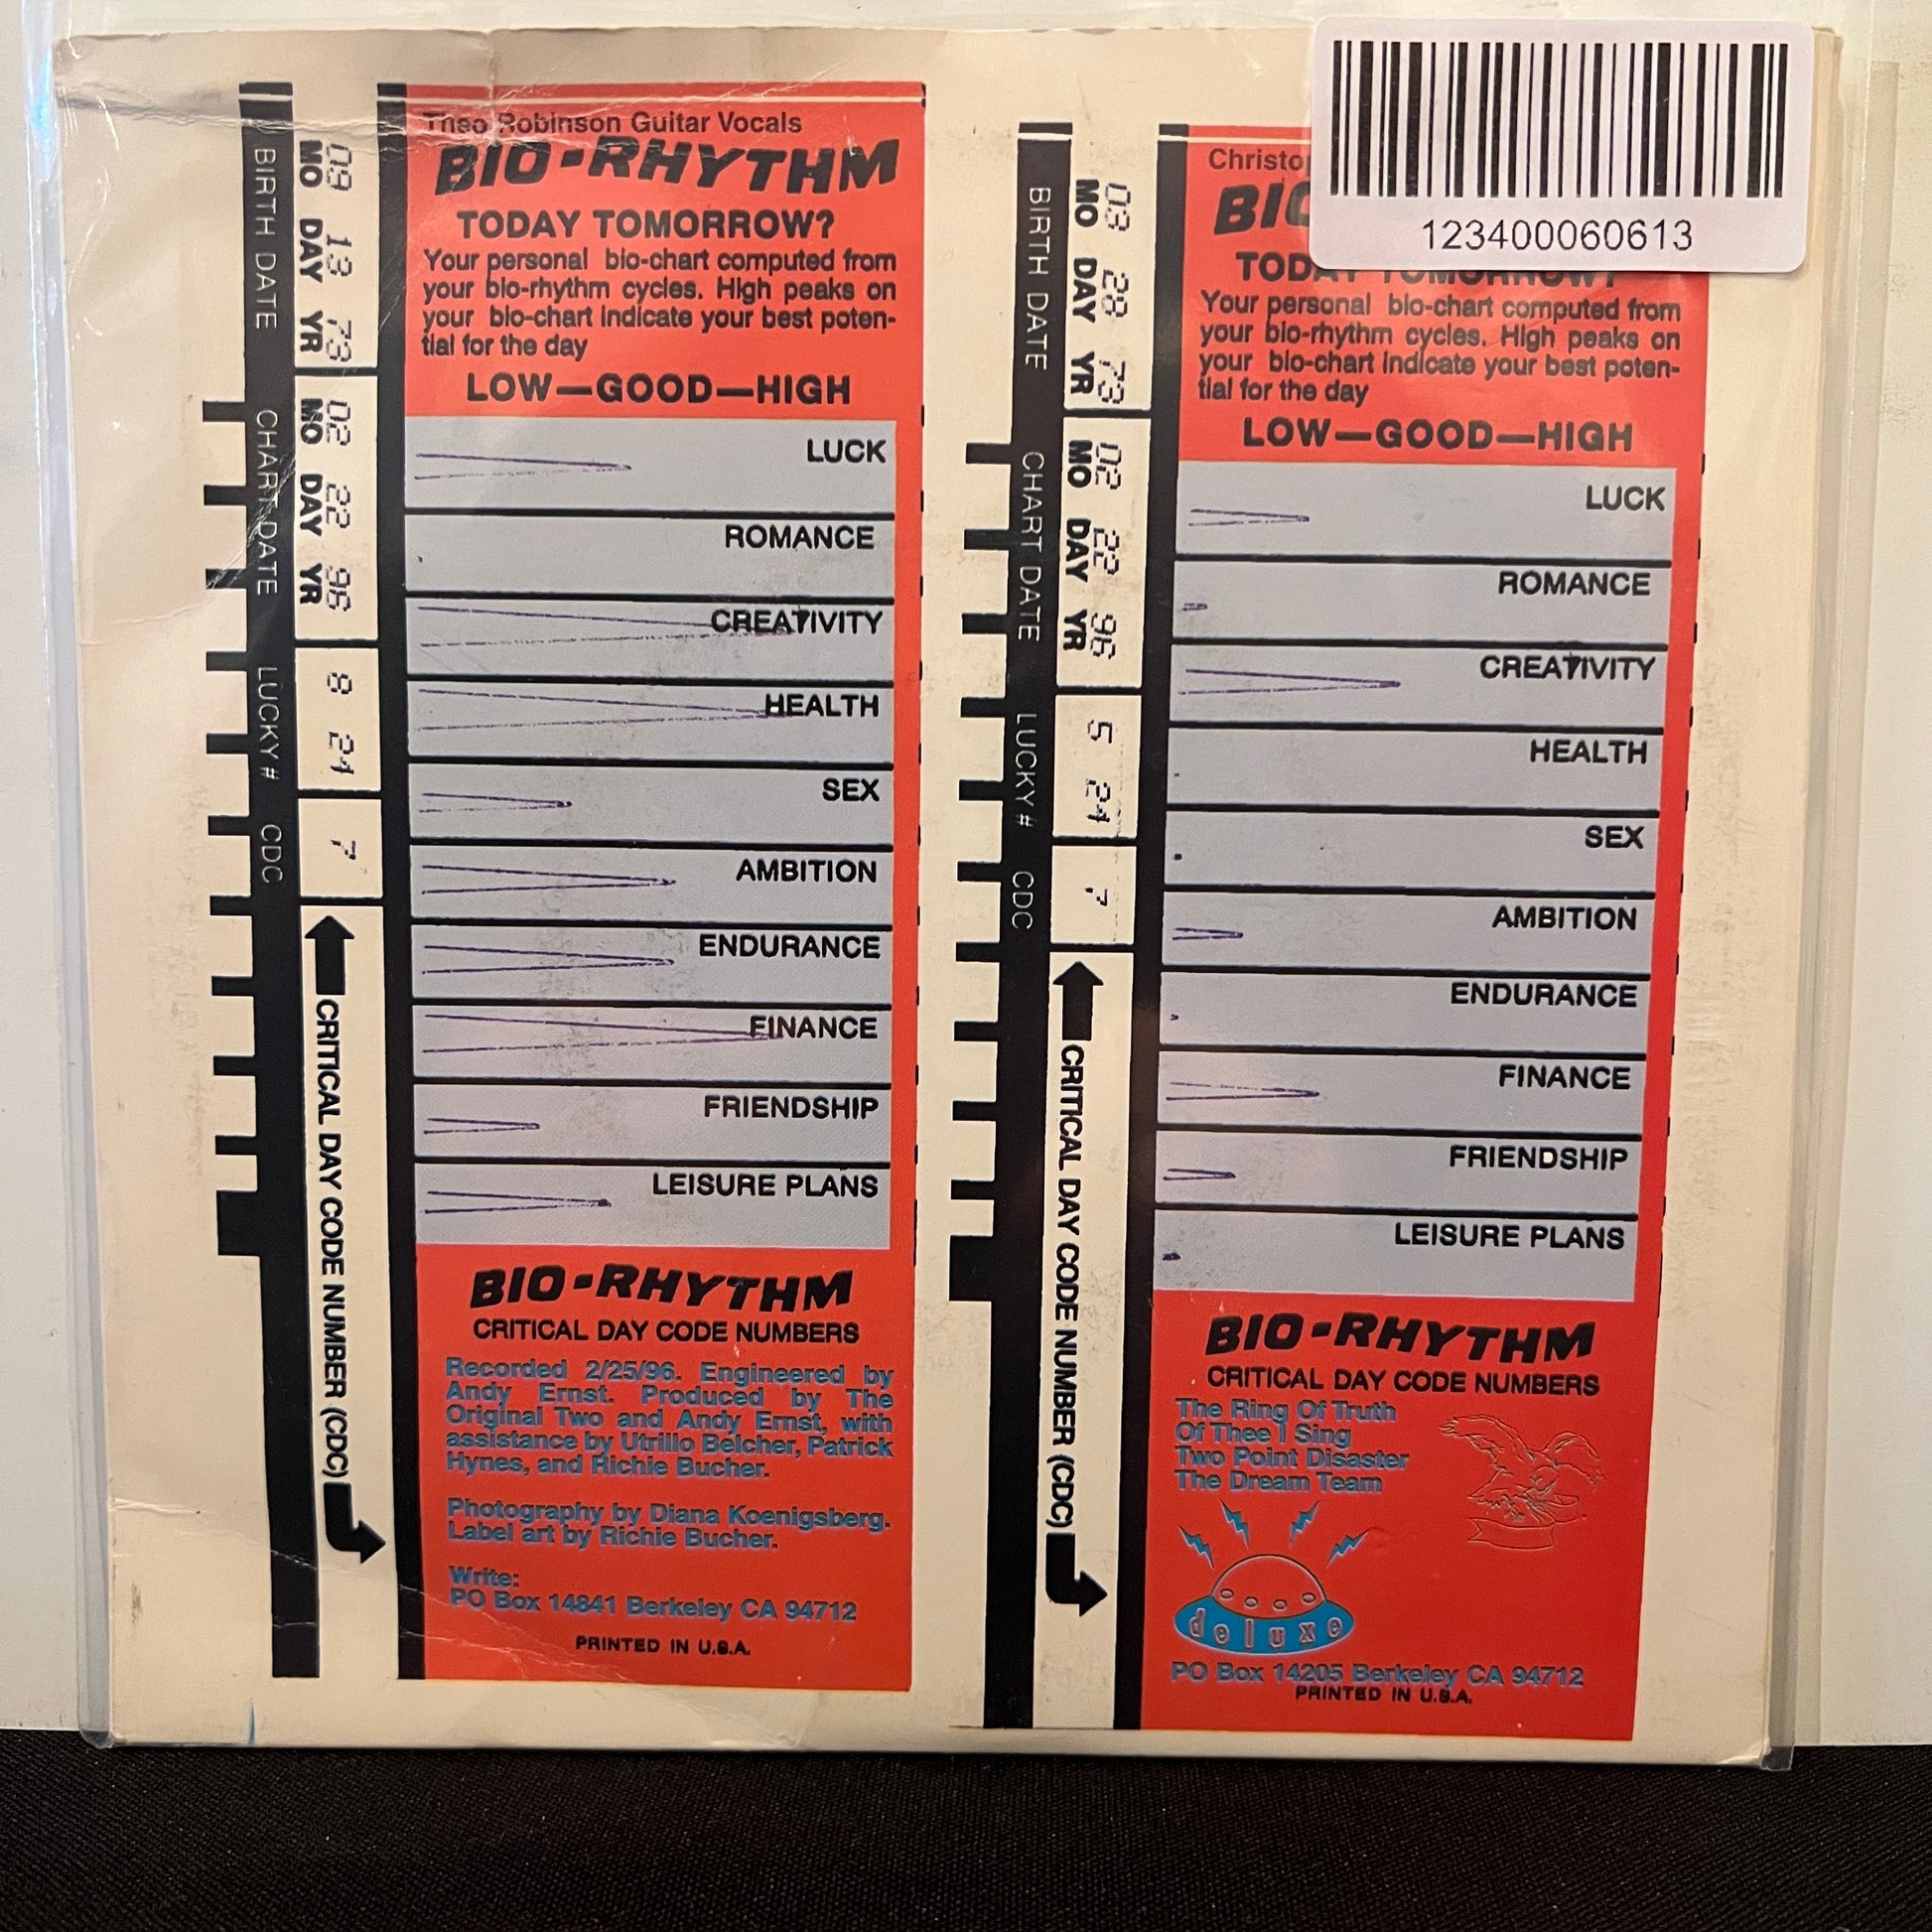 Theo Robinson Guitar Vocals
BIO-RHYTHM
TODAY TOMORROW?
Your personal bio-chart computed from
your bio-rhythm cycles. High peaks on
your bio-chart indicate your best poten-
tial for the day
LOW—GOOD—HIGH
LUCK
ROMANCE
CREATIVITY
HEALTH
SEX
AMBITION
ENDURANCE
FINANCE
FRIENDSHIP
LEISURE PLANS
BIO-RHYTHM
CRITICAL DAY CODE NUMBERS
Recorded 2/25/96. Engineered by
Andy Ernst. Produced by The
Original Two and Andy Ernst, with
assistance by Utrillo Belcher, Patrick
Hynes, and Richie Bucher.
Photography by Diana Koenigsberg.
Label art by Richie Bucher.
Write:
PO Box 14841 Berkeley CA 94712
PRINTED IN U.S.A.
09 13 73 02 22 96 8 24 7
MO DAY YR MO DAY YR
BIRTH DATE CHART DATE LUCKY# CDC
CRITICAL DAY CODE NUMBER (CDC)
123400060613
TODAY TOMORROW?
Your personal bio-chart computed from
your bio-rhythm cycles. High peaks on
your bio-chart indicate your best poten-
tial for the day
LOW—GOOD—HIGH
LUCK
ROMANCE
CREATIVITY
HEALTH
SEX
AMBITION
ENDURANCE
FINANCE
FRIENDSHIP
LEISURE PLANS
BIO-RHYTHM
CRITICAL DAY CODE NUMBERS
The Ring Of Truth
Of Thee I Sing
Two Point Disaster
The Dream Team
deluxe
PO Box 14205 Berkeley CA 94712
PRINTED IN U.S.A.
03 28 73 02 22 96 5 24 7
MO DAY YR MO DAY YR
BIRTH DATE CHART DATE LUCKY# CDC
CRITICAL DAY CODE NUMBER (CDC)